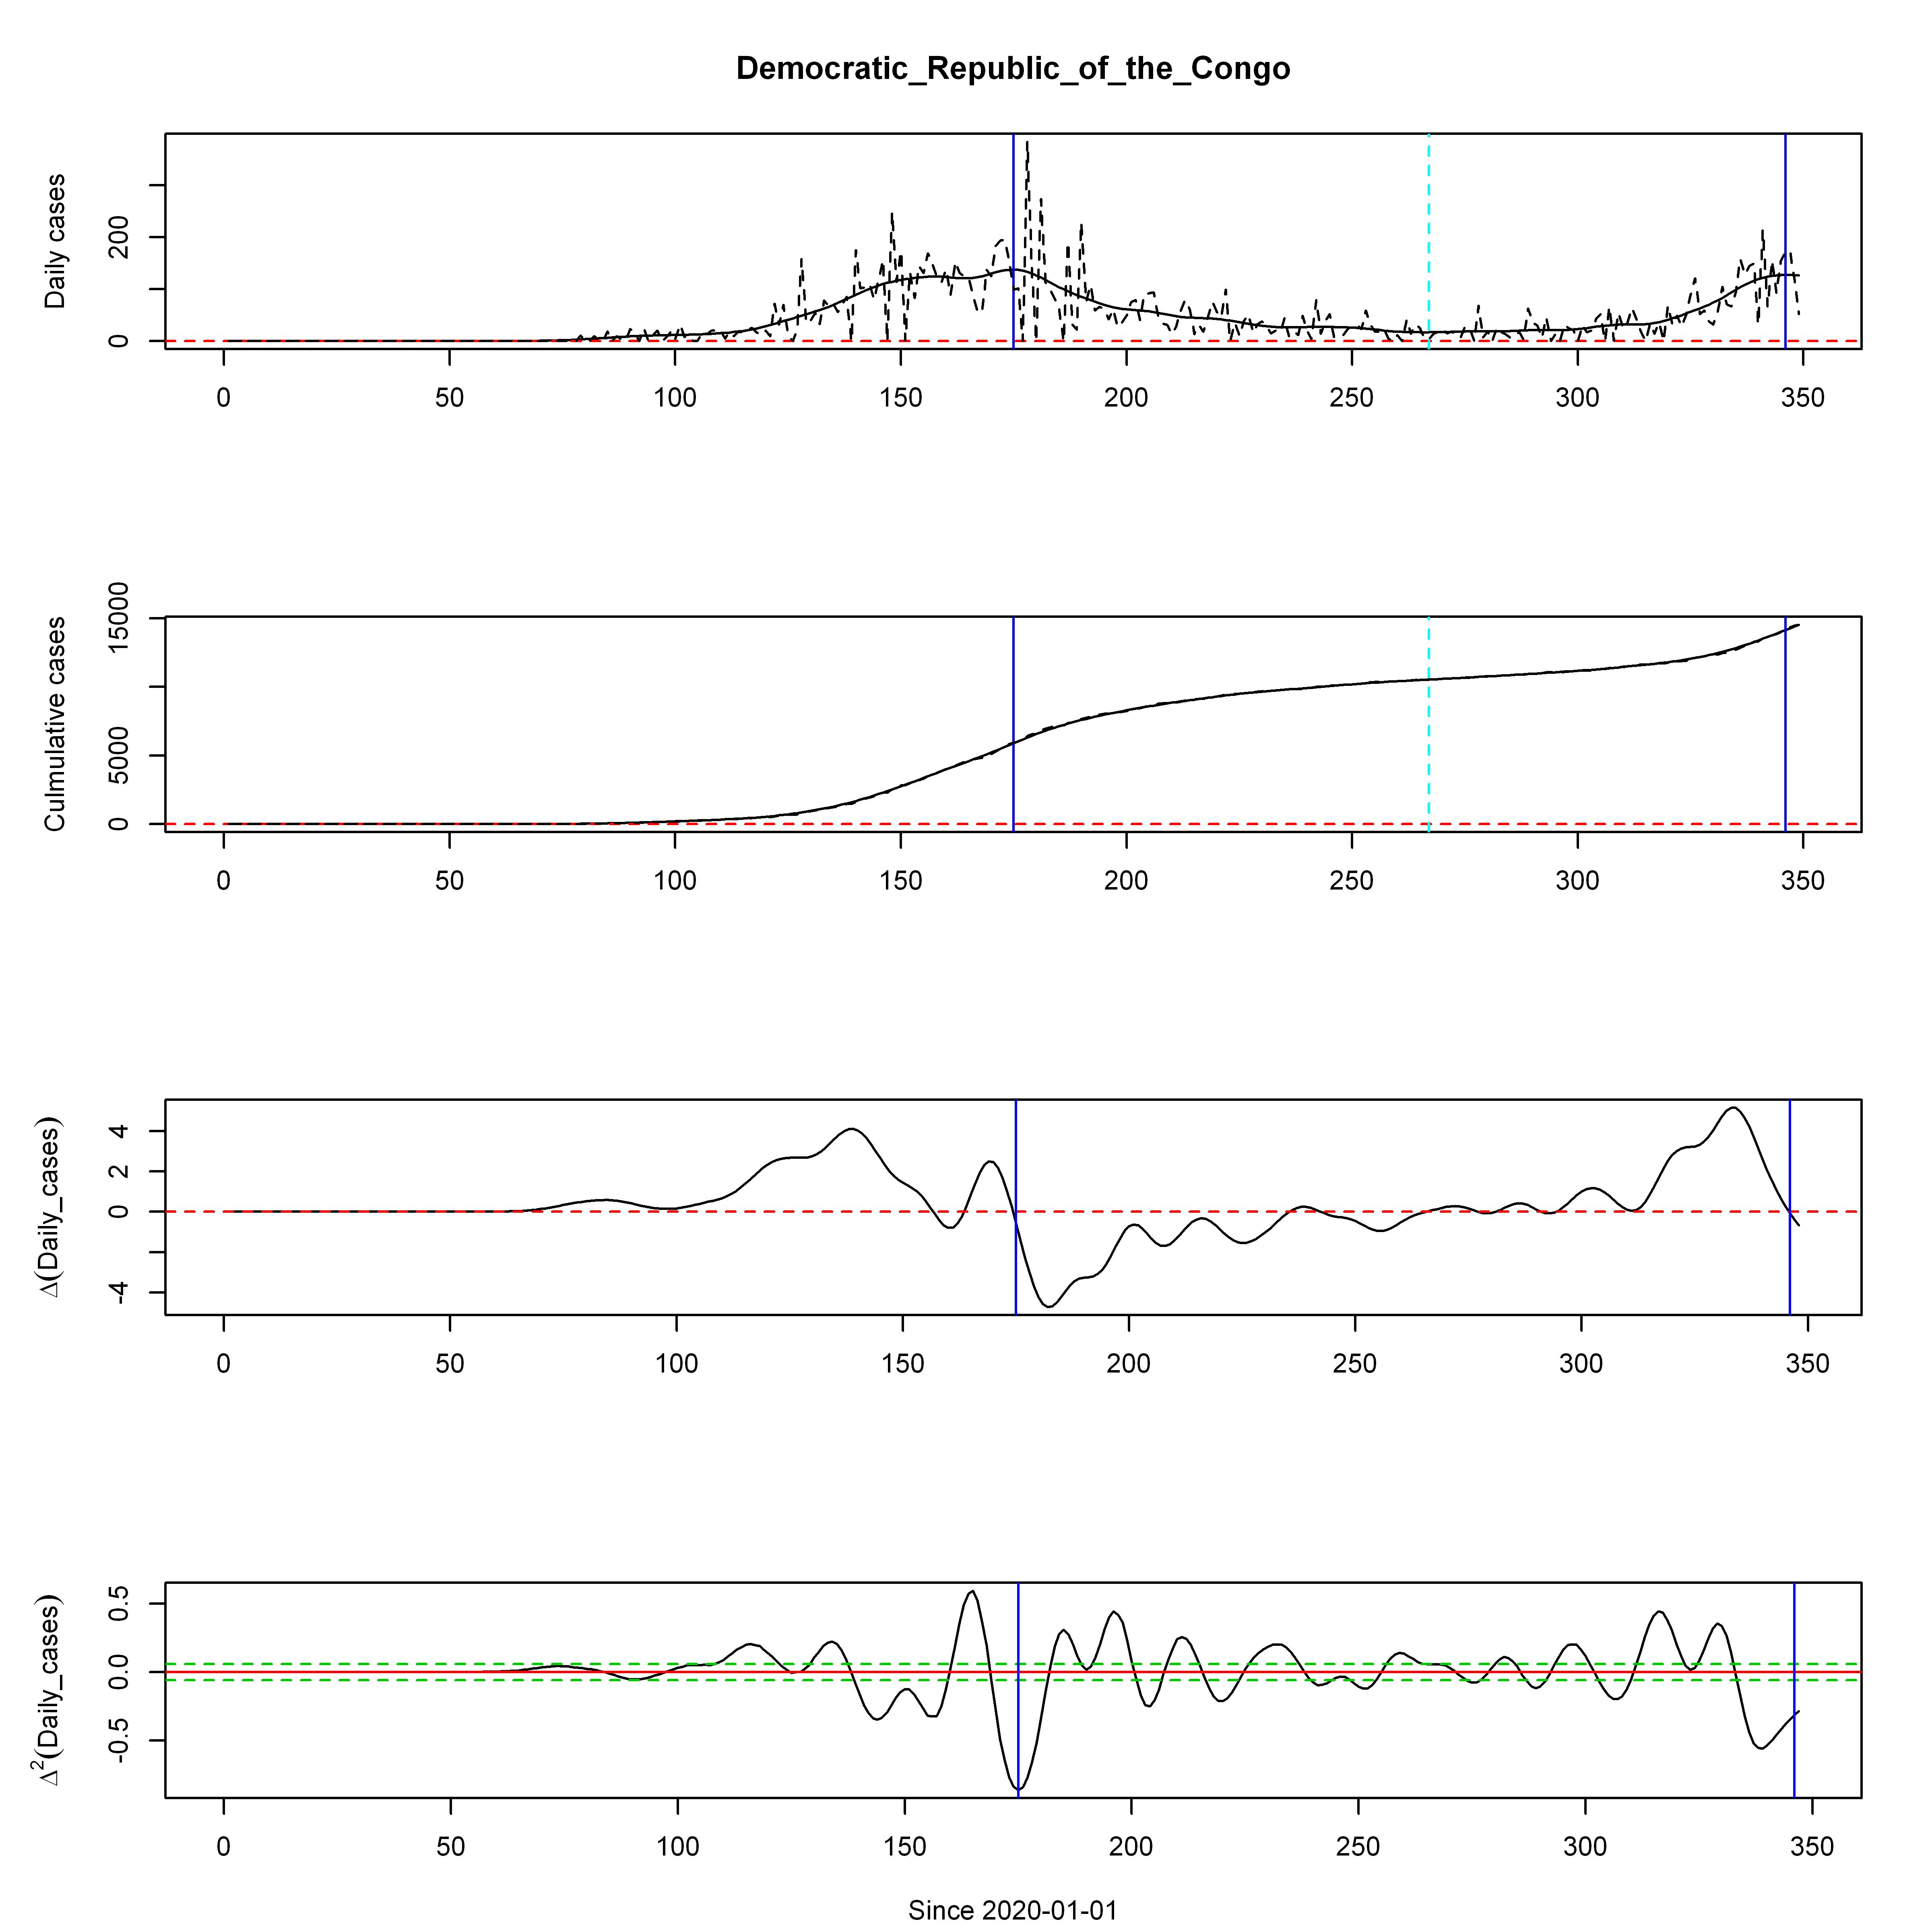 Democratic_Republic_of_the_Congo
Daily cases
0 200
0 50 100 150 200 250 300 350
Culmulative cases
0 5000 15000
0 50 100 150 200 250 300 350
Δ(Daily_cases)
-4 0 2 4
0 50 100 150 200 250 300 350
Δ²(Daily_cases)
-0.5 0.0 0.5
0 50 100 150 200 250 300 350
Since 2020-01-01